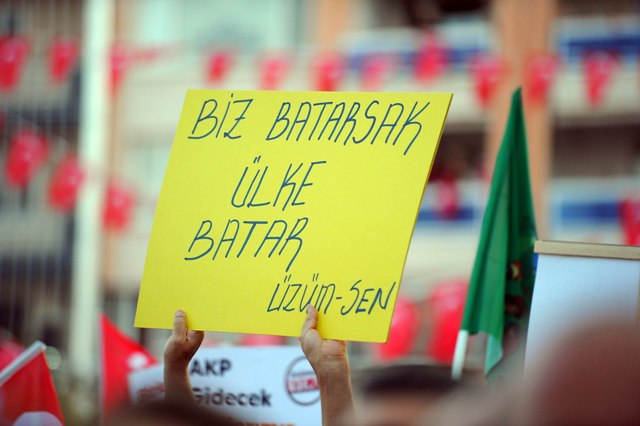 BİZ BATARSAK
ÜLKE
BATAR
ÜZÜM-SEN
AKP
Gidecek